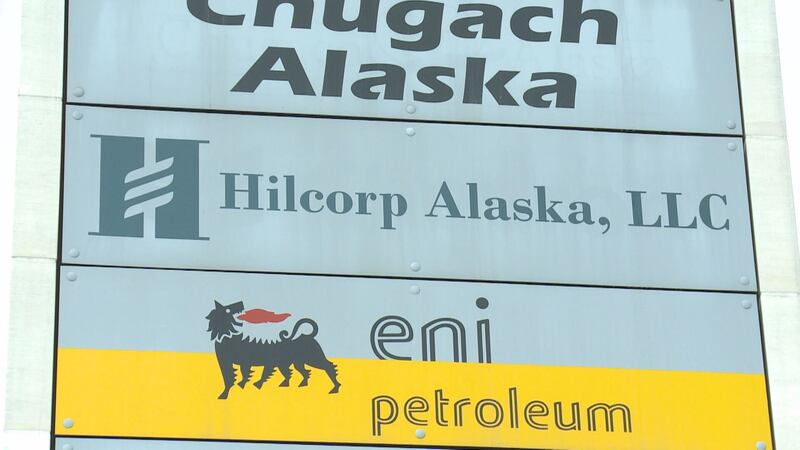 Chugach
Alaska
Hilcorp Alaska, LLC
eni
petroleum